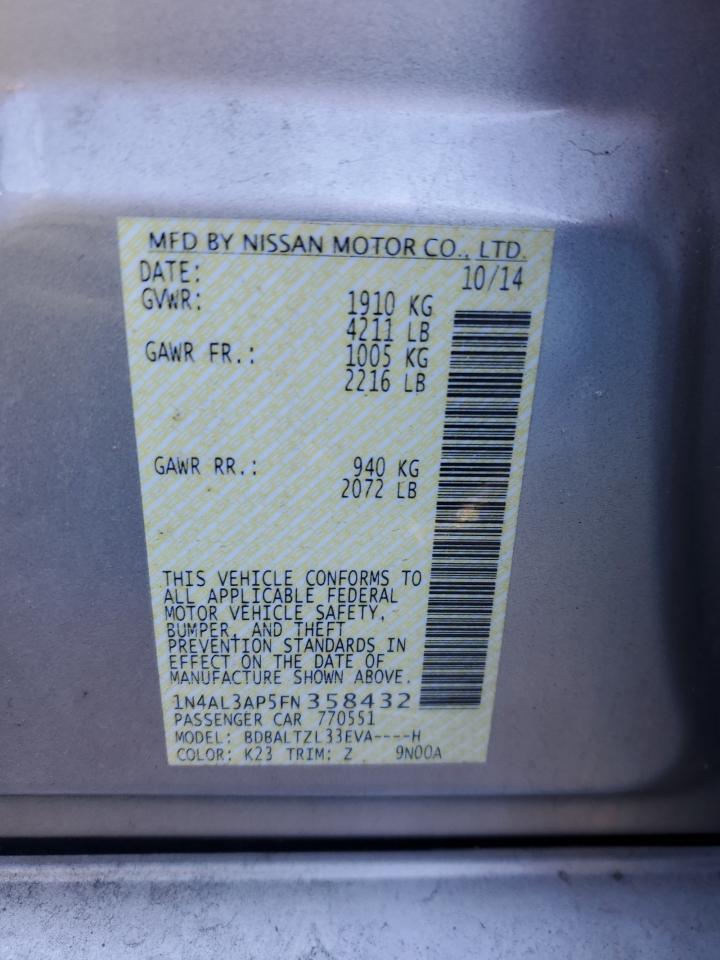 MFD BY NISSAN MOTOR CO., LTD.
DATE: 10/14
GVWR: 1910 KG
4211 LB
GAWR FR.: 1005 KG
2216 LB
GAWR RR.: 940 KG
2072 LB
THIS VEHICLE CONFORMS TO
ALL APPLICABLE FEDERAL
MOTOR VEHICLE SAFETY,
BUMPER, AND THEFT
PREVENTION STANDARDS IN
EFFECT ON THE DATE OF
MANUFACTURE SHOWN ABOVE.
1N4AL3AP5FN358432
PASSENGER CAR 770551
MODEL: BDBALTZL33EVA----H
COLOR: K23 TRIM: Z 9N00A